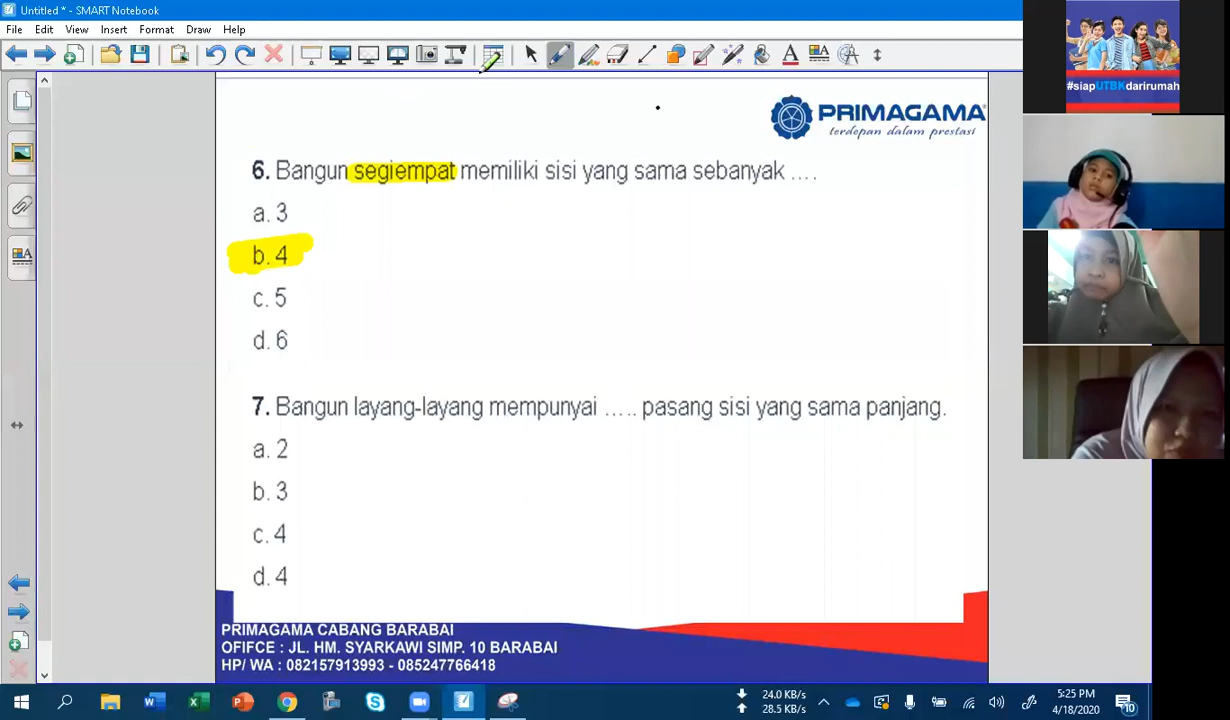 Untitled * - SMART Notebook
File Edit View Insert Format Draw Help
#siapUTBKdarirumah
PRIMAGAMA
terdepan dalam prestasi
6. Bangun segiempat memiliki sisi yang sama sebanyak ....
a. 3
b. 4
c. 5
d. 6
7. Bangun layang-layang mempunyai ..... pasang sisi yang sama panjang.
a. 2
b. 3
c. 4
d. 4
PRIMAGAMA CABANG BARABAI
OFIFCE : JL. HM. SYARKAWI SIMP. 10 BARABAI
HP/ WA : 082157913993 - 085247766418
24.0 KB/s
28.5 KB/s
5:25 PM
4/18/2020
10